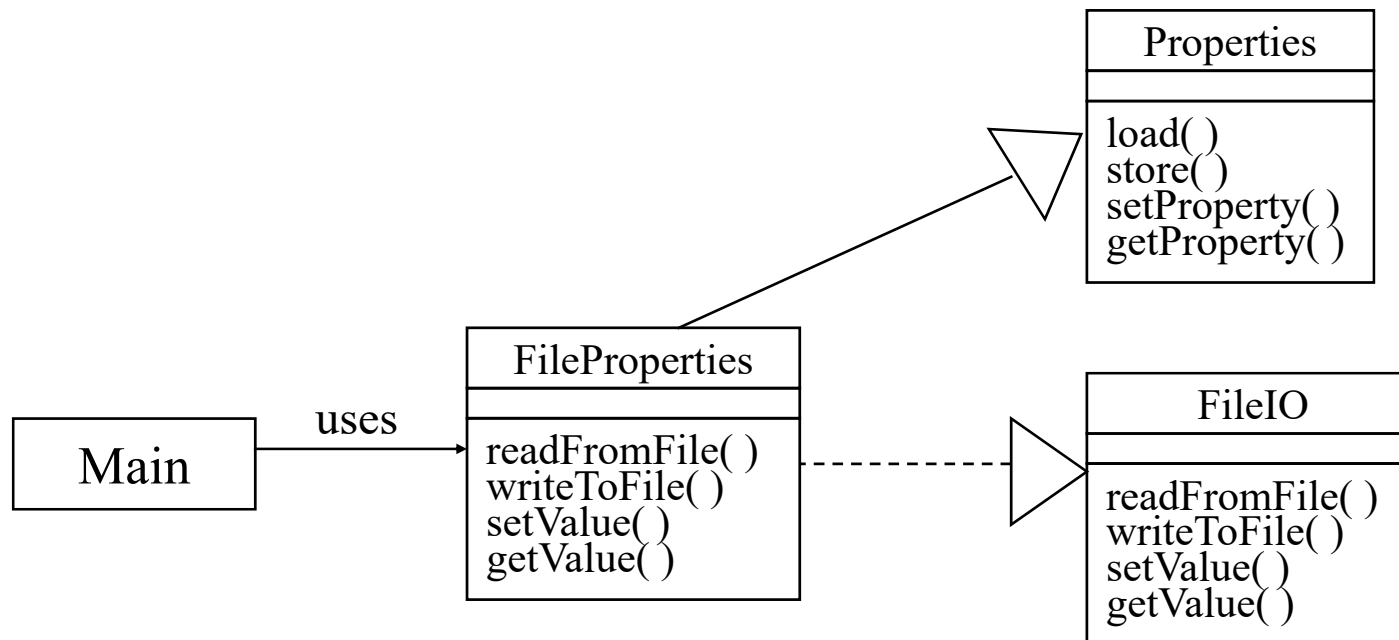 Properties
load( )
store( )
setProperty( )
getProperty( )
FileProperties
readFromFile( )
writeToFile( )
setValue( )
getValue( )
uses
Main
FileIO
readFromFile( )
writeToFile( )
setValue( )
getValue( )